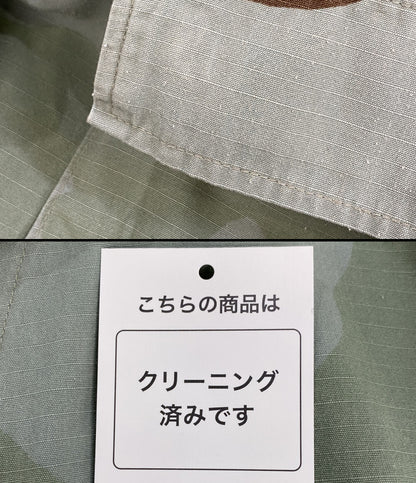 こちらの商品は
クリーニング
済みです